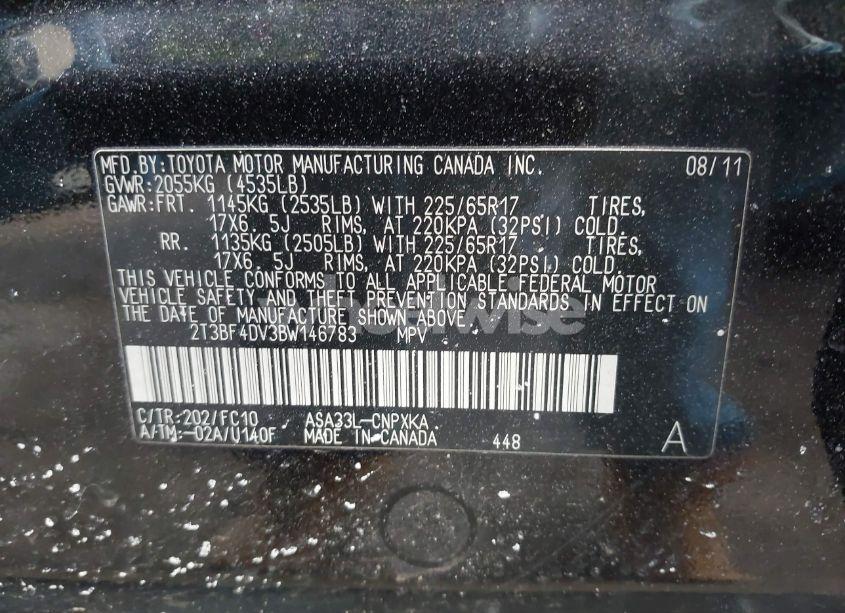 MFD.BY:TOYOTA MOTOR MANUFACTURING CANADA INC. 08/11
GVWR:2055KG (4535LB)
GAWR:FRT. 1145KG (2535LB) WITH 225/65R17 TIRES,
17X6. 5J RIMS, AT 220KPA (32PSI) COLD.
RR. 1135KG (2505LB) WITH 225/65R17 TIRES,
17X6. 5J RIMS, AT 220KPA (32PSI) COLD.
THIS VEHICLE CONFORMS TO ALL APPLICABLE FEDERAL MOTOR
VEHICLE SAFETY AND THEFT PREVENTION STANDARDS IN EFFECT ON
THE DATE OF MANUFACTURE SHOWN ABOVE.
2T3BF4DV3BW146783 MPV
C/TR:202/FC10 ASA33L-CNPXKA
A/TM:-02A/U140F MADE IN CANADA 448 A